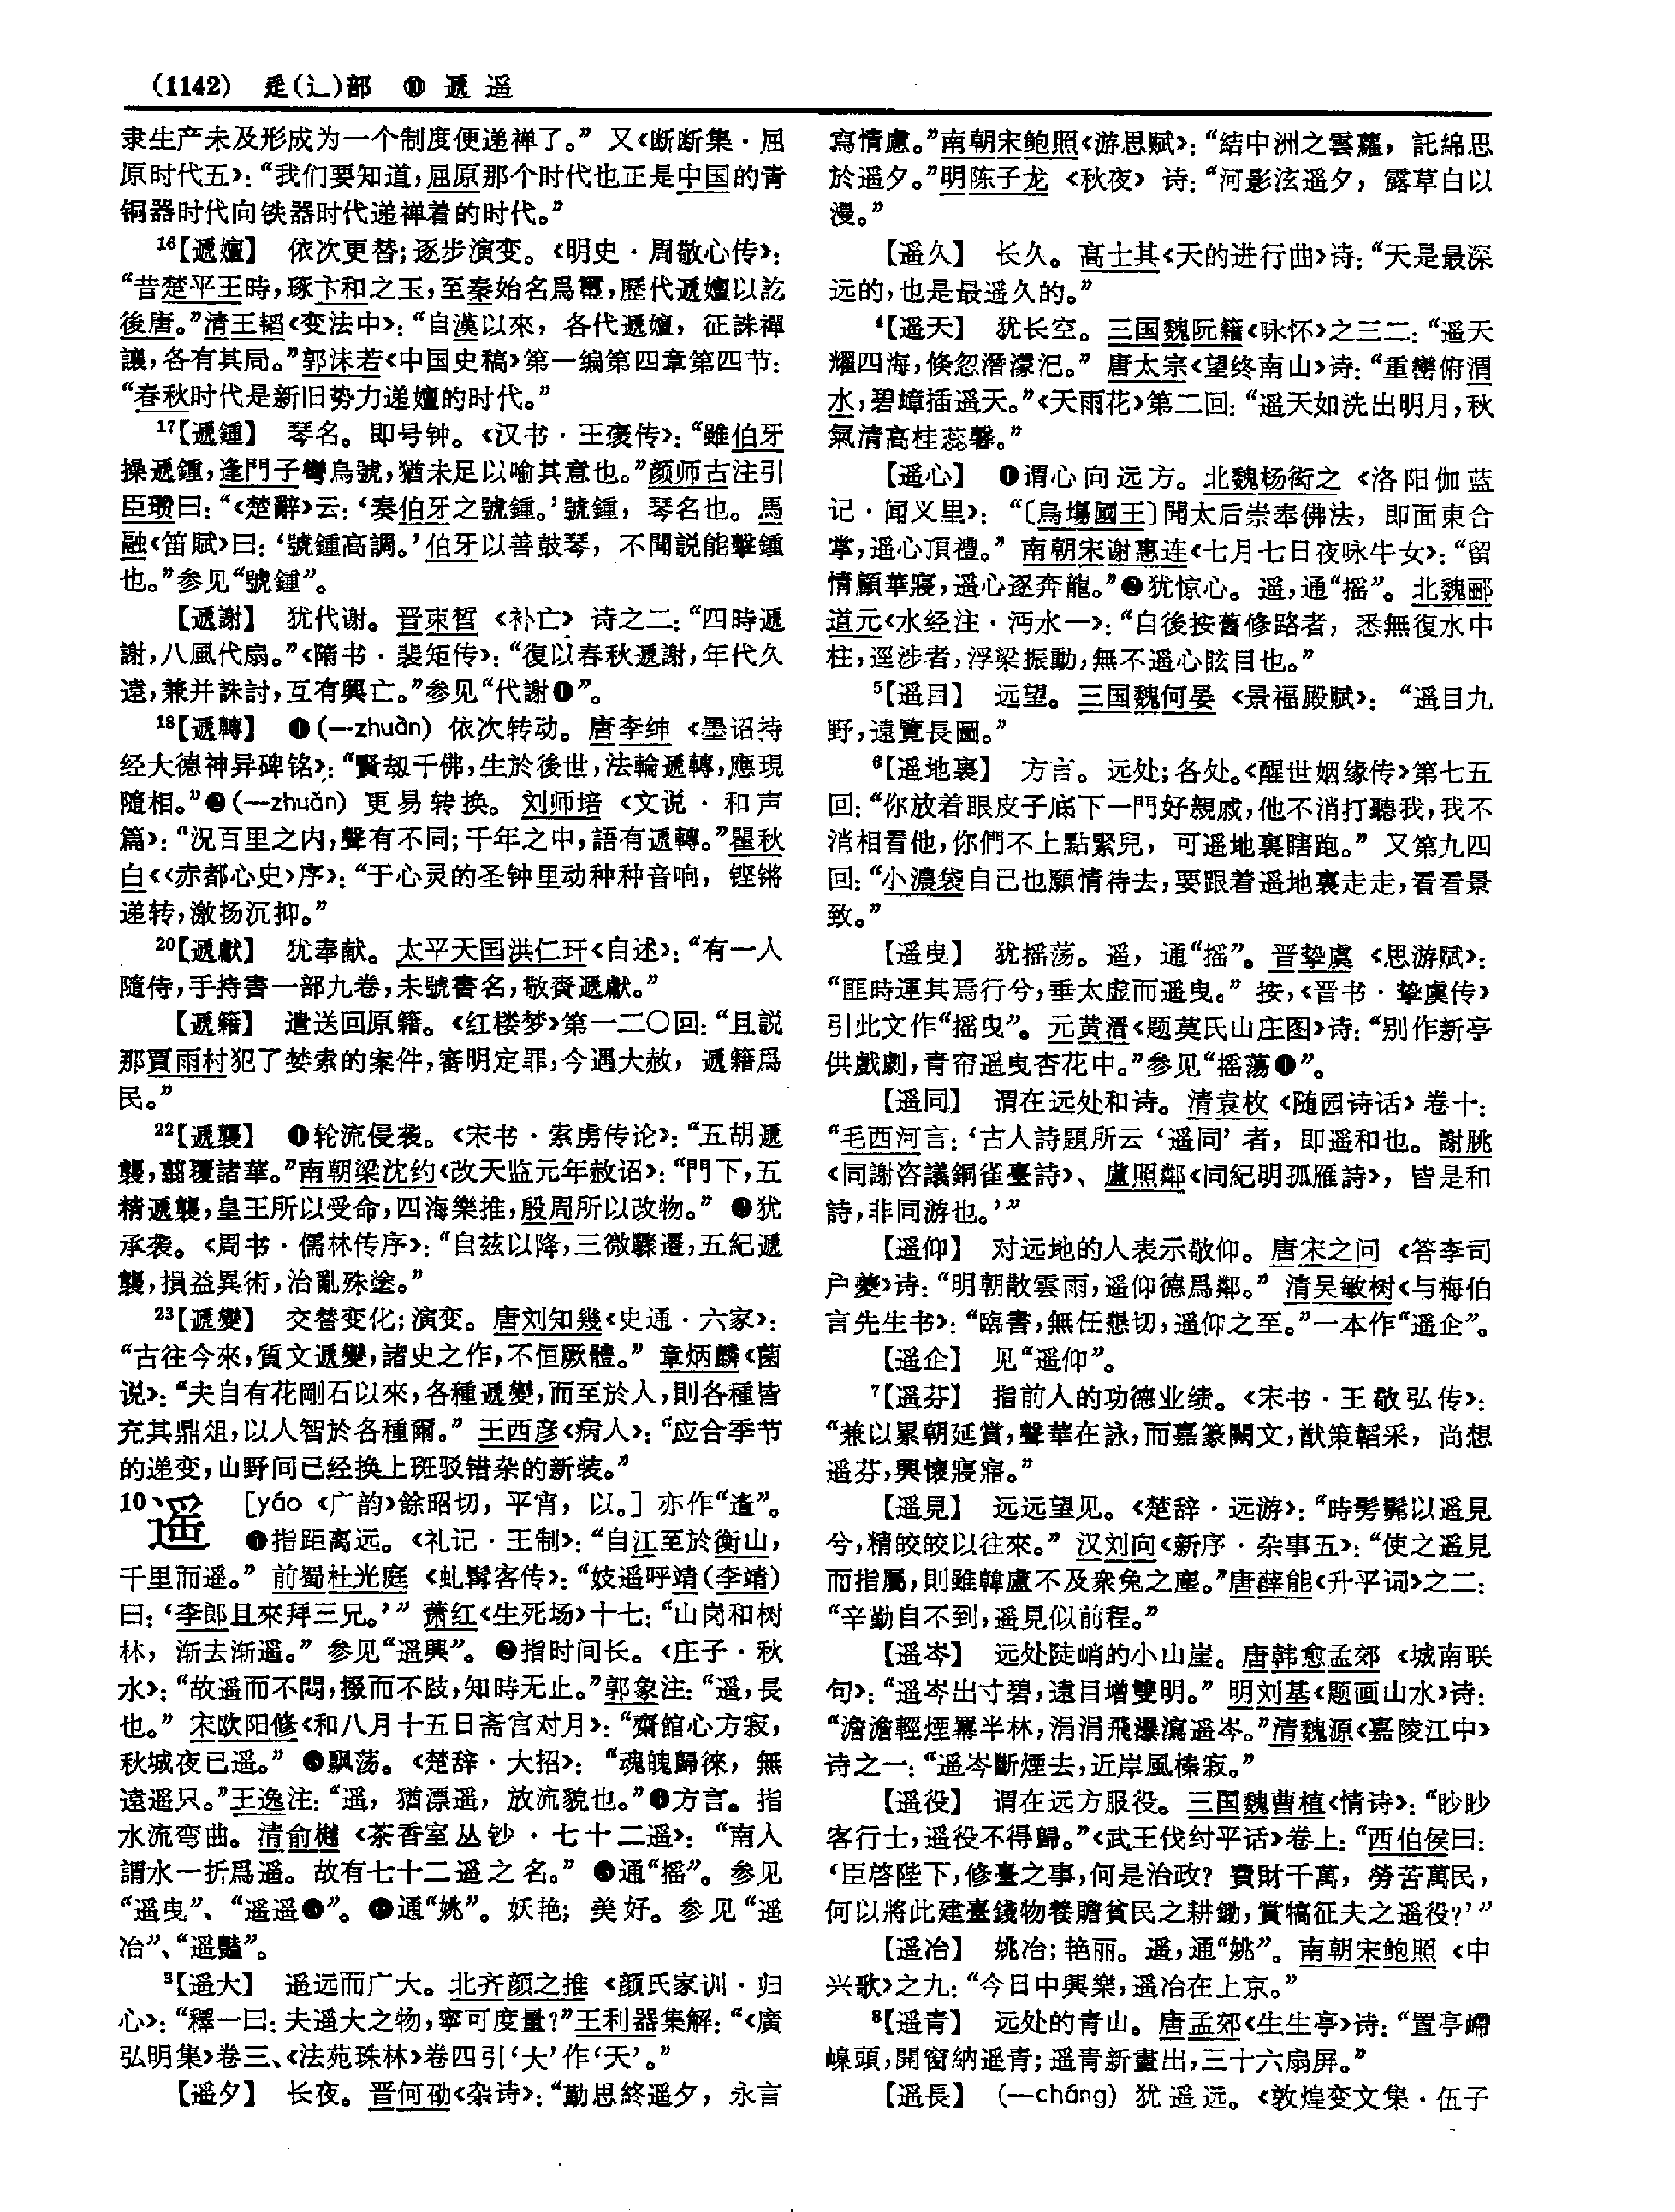 (1142) 辵(辶)部 ⑩ 遞 遥
隶生产未及形成为一个制度便递禅了。”又《断断集·屈
原时代五》：“我们要知道，屈原那个时代也正是中国的青
铜器时代向铁器时代递禅着的时代。”
16【遞嬗】 依次更替；逐步演变。《明史·周敬心传》：
“昔楚平王時，琢卞和之玉，至秦始名爲璽，歷代遞嬗以訖
後唐。”清王韬《变法中》：“自漢以來，各代遞嬗，征誅禪
讓，各有其局。”郭沫若《中国史稿》第一编第四章第四节：
“春秋时代是新旧势力递嬗的时代。”
17【遞鍾】 琴名。即号钟。《汉书·王褒传》：“雖伯牙
操遞鍾，逢門子彎烏號，猶未足以喻其意也。”颜师古注引
臣瓚曰：“《楚辭》云：‘奏伯牙之號鍾。’號鍾，琴名也。馬
融《笛賦》曰：‘號鍾高調。’伯牙以善鼓琴，不聞説能擊鍾
也。”参见“號鍾”。
【遞謝】 犹代谢。晋束晳《补亡》诗之二：“四時遞
謝，八風代扇。”《隋书·裴矩传》：“復以春秋遞謝，年代久
遠，兼并誅討，互有興亡。”参见“代謝❶”。
18【遞轉】 ❶(—zhuàn) 依次转动。唐李绅《墨诏持
经大德神异碑铭》：“賢刼千佛，生於後世，法輪遞轉，應現
隨相。”❷(—zhuǎn) 更易转换。刘师培《文说·和声
篇》：“況百里之内，聲有不同；千年之中，語有遞轉。”瞿秋
白《〈赤都心史〉序》：“于心灵的圣钟里动种种音响，铿锵
递转，激扬沉抑。”
20【遞獻】 犹奉献。太平天囯洪仁玕《自述》：“有一人
隨侍，手持書一部九卷，未號書名，敬賫遞獻。”
【遞籍】 遣送回原籍。《红楼梦》第一二〇回：“且説
那賈雨村犯了婪索的案件，審明定罪，今遇大赦，遞籍爲
民。”
22【遞襲】 ❶轮流侵袭。《宋书·索虏传论》：“五胡遞
襲，翦覆諸華。”南朝梁沈约《改天监元年赦诏》：“門下，五
精遞襲，皇王所以受命，四海樂推，殷周所以改物。”❷犹
承袭。《周书·儒林传序》：“自兹以降，三微驟遷，五紀遞
襲，損益異術，治亂殊塗。”
23【遞變】 交替变化；演变。唐刘知幾《史通·六家》：
“古往今來，質文遞變，諸史之作，不恒厥體。”章炳麟《菌
说》：“夫自有花剛石以來，各種遞變，而至於人，則各種皆
充其鼎俎，以人智於各種爾。”王西彦《病人》：“应合季节
的递变，山野间已经换上斑驳错杂的新装。”
10遥 ［yáo《广韵》餘昭切，平宵，以。］亦作“遙”。
❶指距离远。《礼记·王制》：“自江至於衡山，
千里而遥。”前蜀杜光庭《虬髯客传》：“妓遥呼靖(李靖)
曰：‘李郎且來拜三兄。’”萧红《生死场》十七：“山岗和树
林，渐去渐遥。”参见“遥興”。❷指时间长。《庄子·秋
水》：“故遥而不悶，掇而不跂，知時无止。”郭象注：“遥，長
也。”宋欧阳修《和八月十五日斋宫对月》：“齋館心方寂，
秋城夜已遥。”❸飘荡。《楚辞·大招》：“魂魄歸徠，無
遠遥只。”王逸注：“遥，猶漂遥，放流貌也。”❹方言。指
水流弯曲。清俞樾《茶香室丛钞·七十二遥》：“南人
謂水一折爲遥。故有七十二遥之名。”❺通“摇”。参见
“遥曳”、“遥遥❸”。❻通“姚”。妖艳；美好。参见“遥
冶”、“遥豔”。
3【遥大】 遥远而广大。北齐颜之推《颜氏家训·归
心》：“釋一曰：夫遥大之物，寧可度量？”王利器集解：“《廣
弘明集》卷三、《法苑珠林》卷四引‘大’作‘天’。”
【遥夕】 长夜。晋何劭《杂诗》：“勤思終遥夕，永言
寫情慮。”南朝宋鲍照《游思赋》：“結中洲之雲蘿，託綿思
於遥夕。”明陈子龙《秋夜》诗：“河影泫遥夕，露草白以
漫。”
【遥久】 长久。高士其《天的进行曲》诗：“天是最深
远的，也是最遥久的。”
4【遥天】 犹长空。三国魏阮籍《咏怀》之三二：“遥天
耀四海，倏忽潛濛汜。”唐太宗《望终南山》诗：“重巒俯渭
水，碧嶂插遥天。”《天雨花》第二回：“遥天如洗出明月，秋
氣清高桂蕊馨。”
【遥心】 ❶谓心向远方。北魏杨衒之《洛阳伽蓝
记·闻义里》：“〔烏塲國王〕聞太后崇奉佛法，即面東合
掌，遥心頂禮。”南朝宋谢惠连《七月七日夜咏牛女》：“留
情顧華寢，遥心逐奔龍。”❷犹惊心。遥，通“摇”。北魏郦
道元《水经注·沔水一》：“自後按舊修路者，悉無復水中
柱，逕涉者，浮梁振動，無不遥心眩目也。”
5【遥目】 远望。三国魏何晏《景福殿赋》：“遥目九
野，遠覽長圖。”
6【遥地裏】 方言。远处；各处。《醒世姻缘传》第七五
回：“你放着眼皮子底下一門好親戚，他不消打聽我，我不
消相看他，你們不上點緊兒，可遥地裏瞎跑。”又第九四
回：“小濃袋自己也願情待去，要跟着遥地裏走走，看看景
致。”
【遥曳】 犹摇荡。遥，通“摇”。晋挚虞《思游赋》：
“匪時運其焉行兮，垂太虚而遥曳。”按，《晋书·挚虞传》
引此文作“摇曳”。元黄溍《题莫氏山庄图》诗：“别作新亭
供戲劇，青帘遥曳杏花中。”参见“摇蕩❶”。
【遥同】 谓在远处和诗。清袁枚《随园诗话》卷十：
“毛西河言：‘古人詩題所云‘遥同’者，即遥和也。謝朓
《同謝咨議銅雀臺詩》、盧照鄰《同紀明孤雁詩》，皆是和
詩，非同游也。’”
【遥仰】 对远地的人表示敬仰。唐宋之问《答李司
户夔》诗：“明朝散雲雨，遥仰德爲鄰。”清吴敏树《与梅伯
言先生书》：“臨書，無任懇切，遥仰之至。”一本作“遥企”。
【遥企】 见“遥仰”。
7【遥芬】 指前人的功德业绩。《宋书·王敬弘传》：
“兼以累朝延賞，聲華在詠，而嘉篆闕文，猷策韜采，尚想
遥芬，興懷寢寤。”
【遥見】 远远望见。《楚辞·远游》：“時髣髴以遥見
兮，精皎皎以往來。”汉刘向《新序·杂事五》：“使之遥見
而指屬，則雖韓盧不及衆兔之塵。”唐薛能《升平词》之二：
“辛勤自不到，遥見似前程。”
【遥岑】 远处陡峭的小山崖。唐韩愈孟郊《城南联
句》：“遥岑出寸碧，遠目增雙明。”明刘基《题画山水》诗：
“澹澹輕煙羃半林，涓涓飛瀑瀉遥岑。”清魏源《嘉陵江中》
诗之一：“遥岑斷煙去，近岸風榛寂。”
【遥役】 谓在远方服役。三国魏曹植《情诗》：“眇眇
客行士，遥役不得歸。”《武王伐纣平话》卷上：“西伯侯曰：
‘臣啓陛下，修臺之事，何是治政？費財千萬，勞苦萬民，
何以將此建臺錢物養贍貧民之耕鋤，賞犒征夫之遥役？’”
【遥冶】 姚冶；艳丽。遥，通“姚”。南朝宋鲍照《中
兴歌》之九：“今日中興樂，遥冶在上京。”
8【遥青】 远处的青山。唐孟郊《生生亭》诗：“置亭嵽
嵲頭，開窗納遥青；遥青新畫出，三十六扇屏。”
【遥長】 (—cháng) 犹遥远。《敦煌变文集·伍子